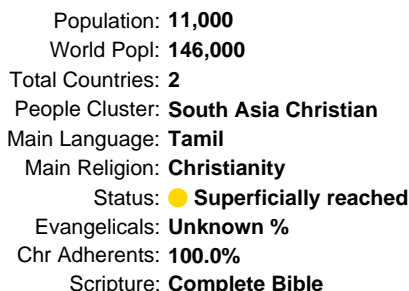 Population: 11,000
World Popl: 146,000
Total Countries: 2
People Cluster: South Asia Christian
Main Language: Tamil
Main Religion: Christianity
Status: Superficially reached
Evangelicals: Unknown %
Chr Adherents: 100.0%
Scripture: Complete Bible